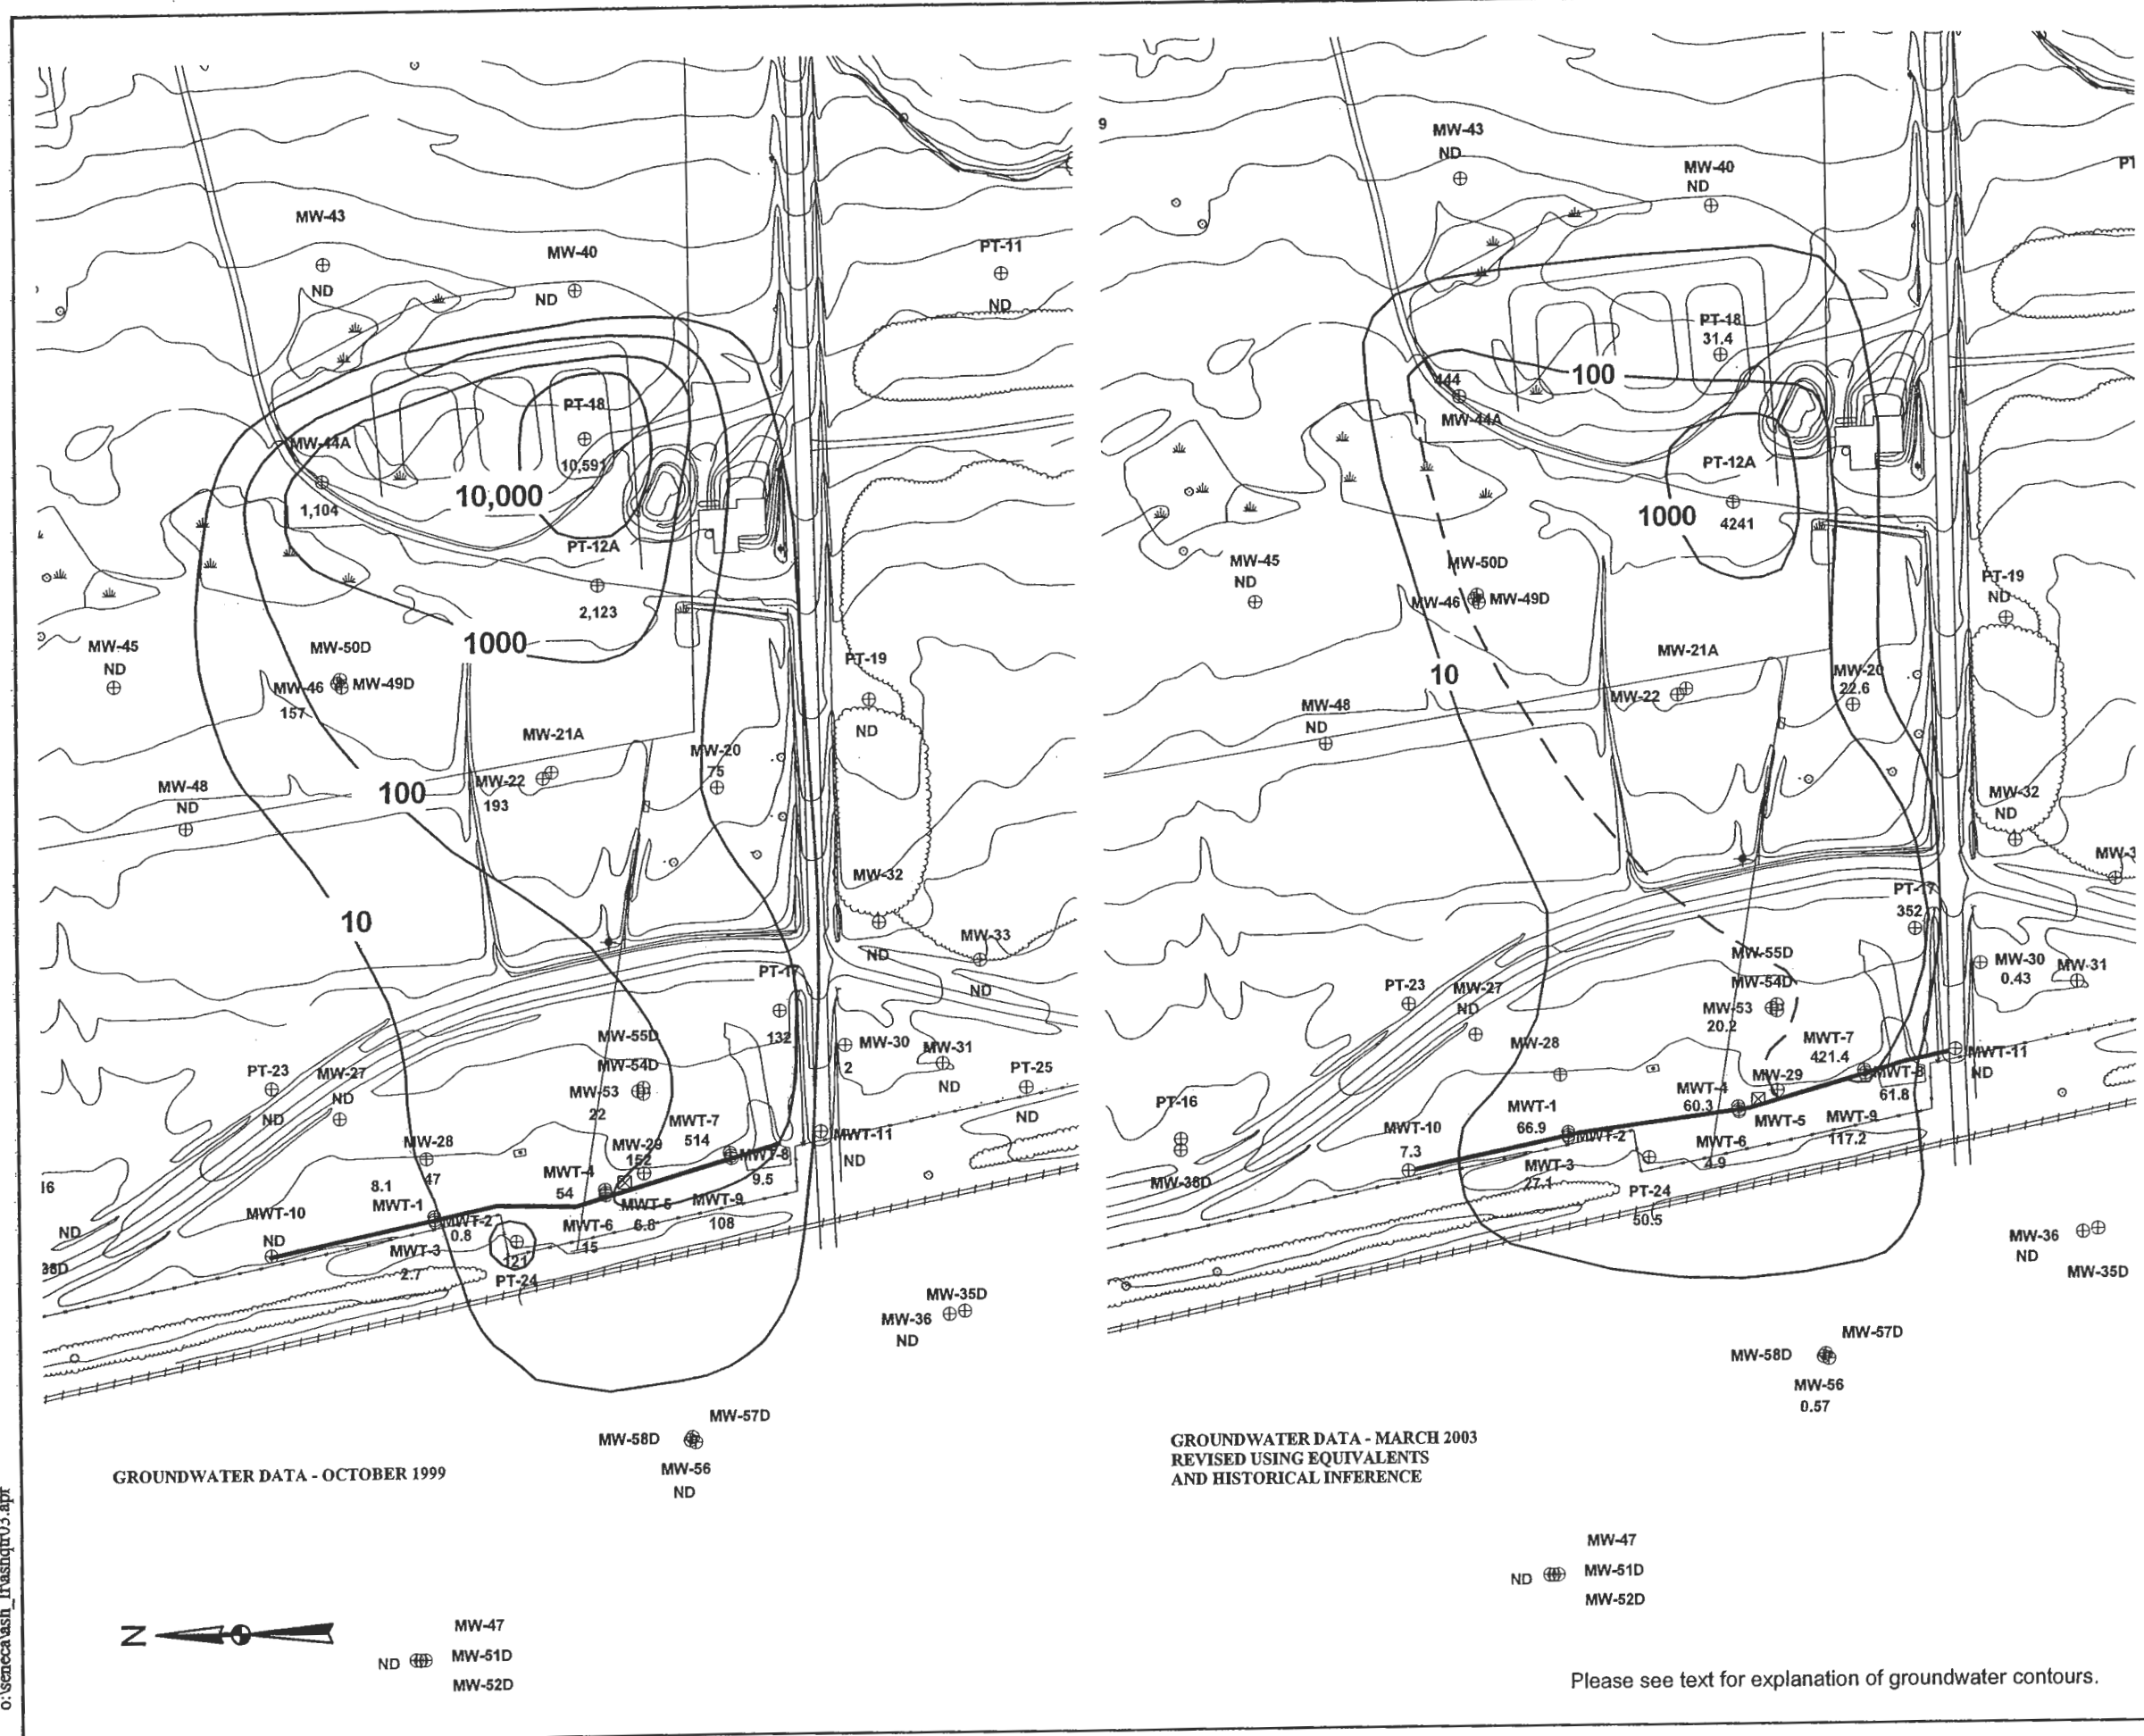 MW-43
ND
MW-40
ND
PT-11
ND
PT-18
10,591
MW-44A
1,104
10,000
PT-12A
2,123
1000
MW-45
ND
MW-50D
MW-46
MW-49D
157
PT-19
ND
MW-21A
MW-20
75
MW-22
193
MW-48
ND
100
MW-32
ND
10
MW-33
ND
PT-17
132
MW-55D
MW-54D
MW-53
22
MW-30
2
MW-31
ND
PT-25
ND
PT-23
ND
MW-27
ND
MWT-7
514
MW-28
47
MW-29
152
MWT-11
ND
MWT-8
9.5
MWT-4
54
8.1
MWT-1
MWT-5
6.8
MWT-9
108
MWT-10
ND
MWT-2
0.8
MWT-6
15
MWT-3
2.7
121
PT-24
16
ND
38D
MW-35D
MW-36
ND
MW-57D
MW-58D
MW-56
ND
GROUNDWATER DATA - OCTOBER 1999
N
MW-47
ND
MW-51D
MW-52D
o:\seneca\ash_lf\ashqtr03.apr
9
MW-43
ND
MW-40
ND
PT
PT-18
31.4
100
444
MW-44A
PT-12A
1000
4241
MW-45
ND
MW-50D
MW-46
MW-49D
PT-19
ND
10
MW-21A
MW-20
22.6
MW-22
MW-48
ND
MW-32
ND
MW-3
PT-17
352
MW-55D
MW-54D
MW-53
20.2
MW-30
0.43
MW-31
PT-23
MW-27
ND
MW-28
MWT-7
421.4
MWT-11
ND
MW-29
MWT-8
61.8
MWT-4
60.3
MWT-5
MWT-9
117.2
PT-16
MWT-1
66.9
MWT-10
7.3
MWT-2
MWT-6
4.9
MWT-3
27.1
MW-38D
PT-24
50.5
MW-36
ND
MW-35D
MW-57D
MW-58D
MW-56
0.57
GROUNDWATER DATA - MARCH 2003
REVISED USING EQUIVALENTS
AND HISTORICAL INFERENCE
MW-47
ND
MW-51D
MW-52D
Please see text for explanation of groundwater contours.